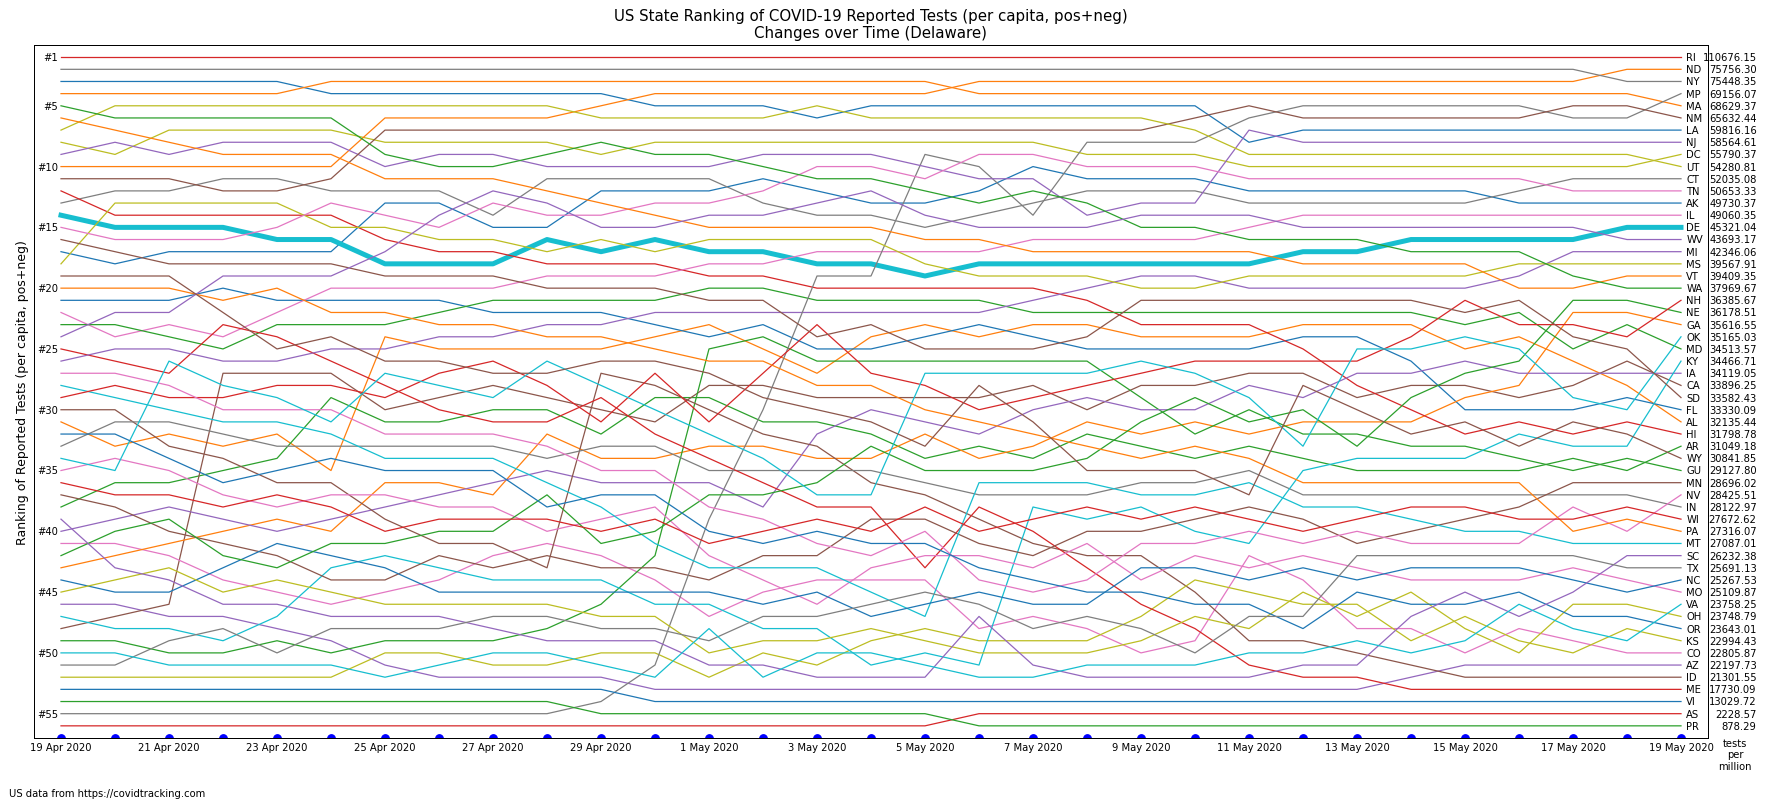 US State Ranking of COVID-19 Reported Tests (per capita, pos+neg)
Changes over Time (Delaware)
Ranking of Reported Tests (per capita, pos+neg)
#1
#5
#10
#15
#20
#25
#30
#35
#40
#45
#50
#55
RI 110676.15
ND 75756.30
NY 75448.35
MP 69156.07
MA 68629.37
NM 65632.44
LA 59816.16
NJ 58564.61
DC 55790.37
UT 54280.81
CT 52035.08
TN 50653.33
AK 49730.37
IL 49060.35
DE 45321.04
WV 43693.17
MI 42346.06
MS 39567.91
VT 39409.35
WA 37969.67
NH 36385.67
NE 36178.51
GA 35616.55
OK 35165.03
MD 34513.57
KY 34466.71
IA 34119.05
CA 33896.25
SD 33582.43
FL 33330.09
AL 32135.44
HI 31798.78
AR 31049.18
WY 30841.85
GU 29127.80
MN 28696.02
NV 28425.51
IN 28122.97
WI 27672.62
PA 27316.07
MT 27087.01
SC 26232.38
TX 25691.13
NC 25267.53
MO 25109.87
VA 23758.25
OH 23748.79
OR 23643.01
KS 22994.43
CO 22805.87
AZ 22197.73
ID 21301.55
ME 17730.09
VI 13029.72
AS 2228.57
PR 878.29
19 Apr 2020 21 Apr 2020 23 Apr 2020 25 Apr 2020 27 Apr 2020 29 Apr 2020 1 May 2020 3 May 2020 5 May 2020 7 May 2020 9 May 2020 11 May 2020 13 May 2020 15 May 2020 17 May 2020 19 May 2020
tests
per
million
US data from https://covidtracking.com